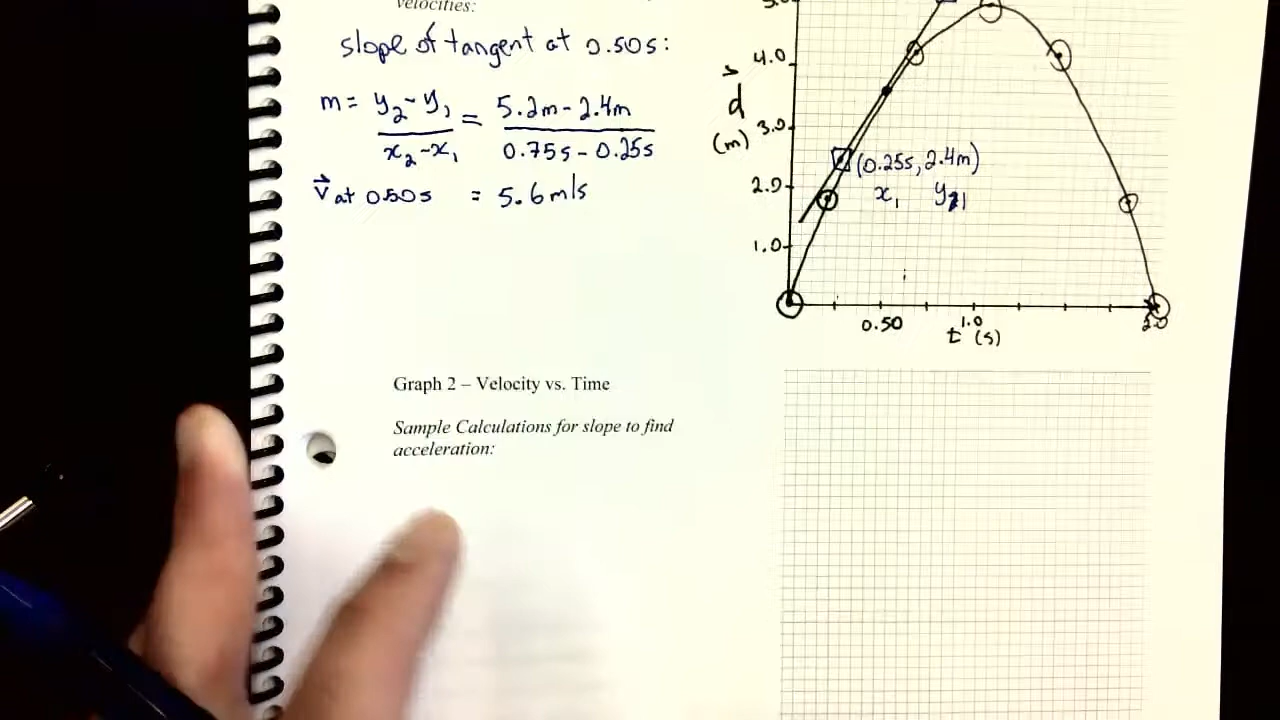 velocities:
slope of tangent at 0.50s:
m = y₂ - y₁ / x₂ - x₁ = 5.2m - 2.4m / 0.75s - 0.25s
v⃗ at 0.50s = 5.6 m/s
5.0
4.0
d⃗
(m)
3.0
2.0
1.0
(0.25s, 2.4m)
x₁ y₁
0.50
1.0
2.0
t (s)
Graph 2 – Velocity vs. Time
Sample Calculations for slope to find
acceleration: